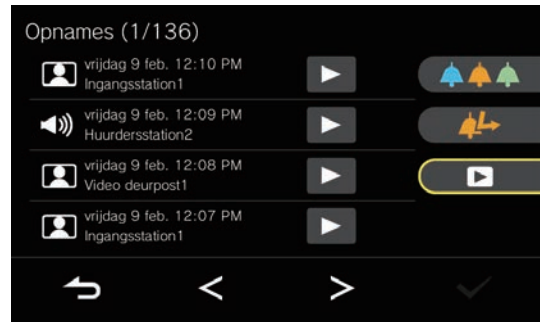 Opnames (1/136)
vrijdag 9 feb. 12:10 PM
Ingangsstation1
vrijdag 9 feb. 12:09 PM
Huurdersstation2
vrijdag 9 feb. 12:08 PM
Video deurpost1
vrijdag 9 feb. 12:07 PM
Ingangsstation1